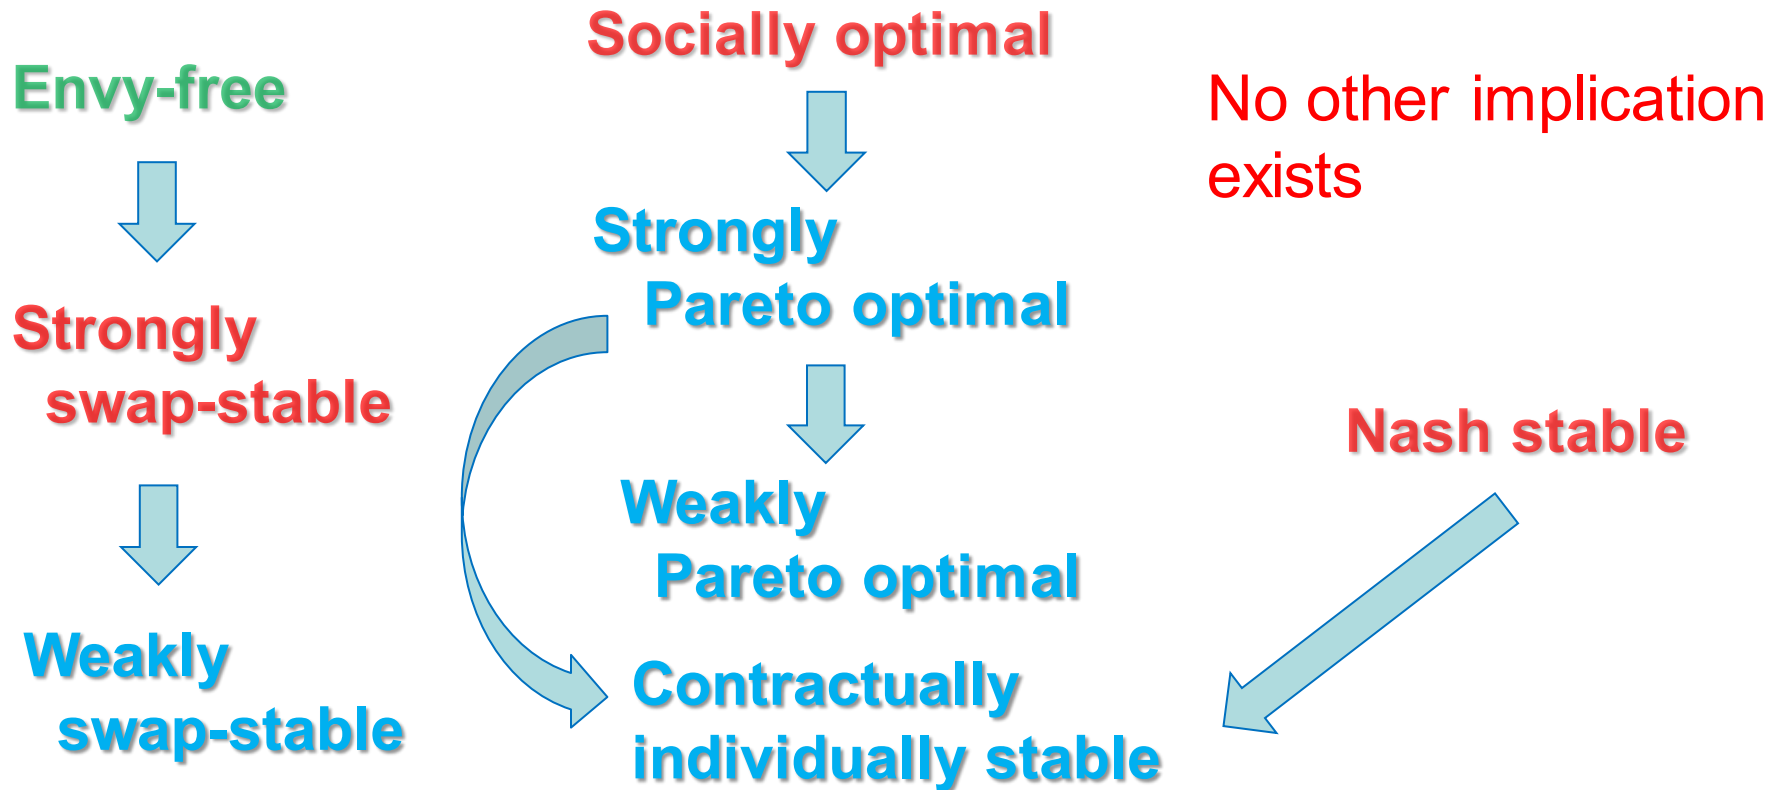 Socially optimal
Envy-free
No other implication
exists
Strongly
Pareto optimal
Strongly
swap-stable
Nash stable
Weakly
Pareto optimal
Weakly
swap-stable
Contractually
individually stable